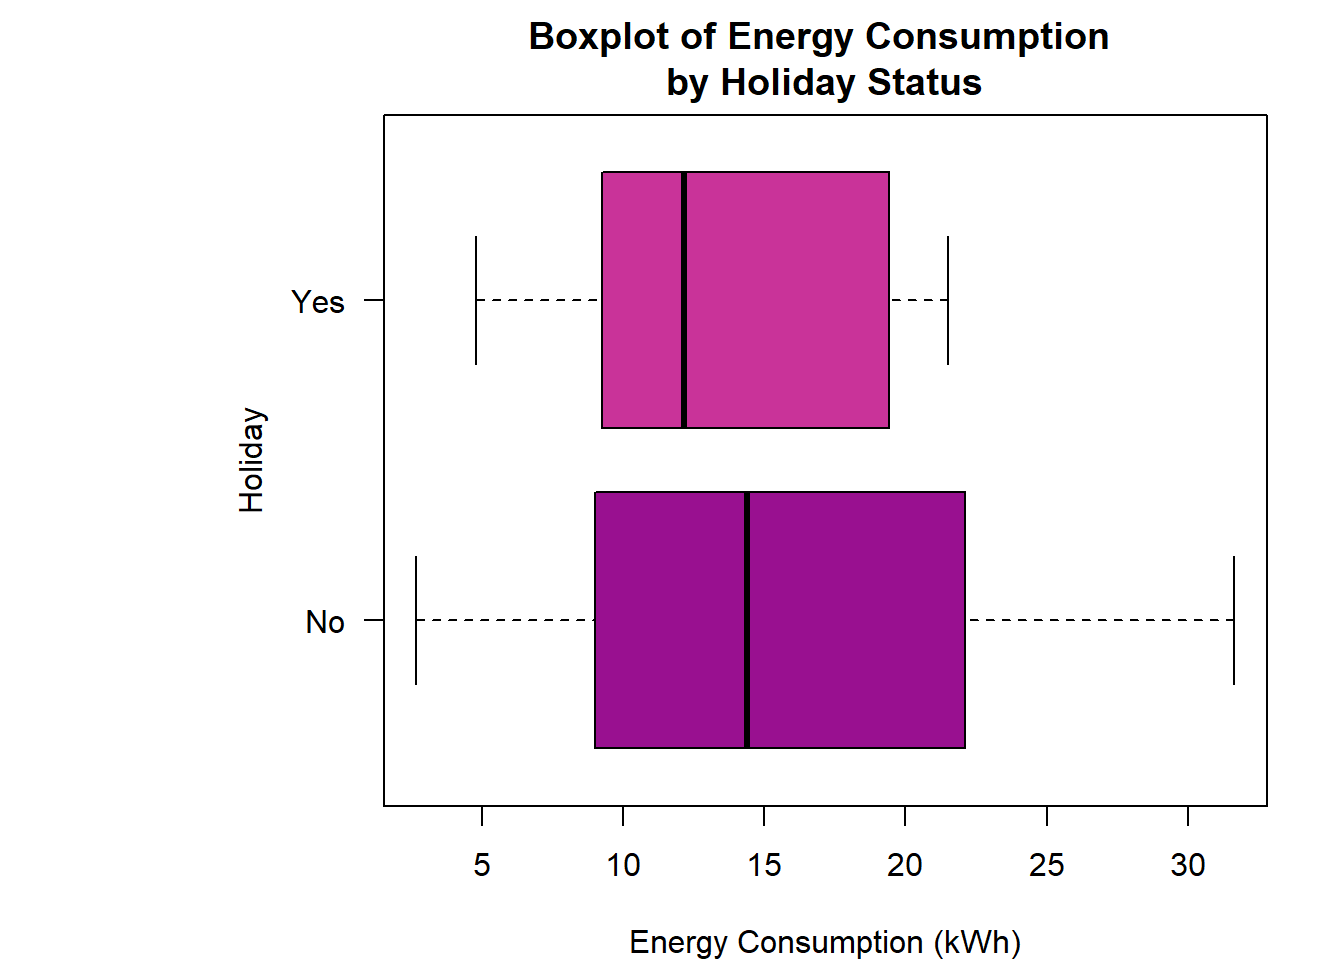 Boxplot of Energy Consumption
by Holiday Status
Yes
Holiday
No
5 10 15 20 25 30
Energy Consumption (kWh)